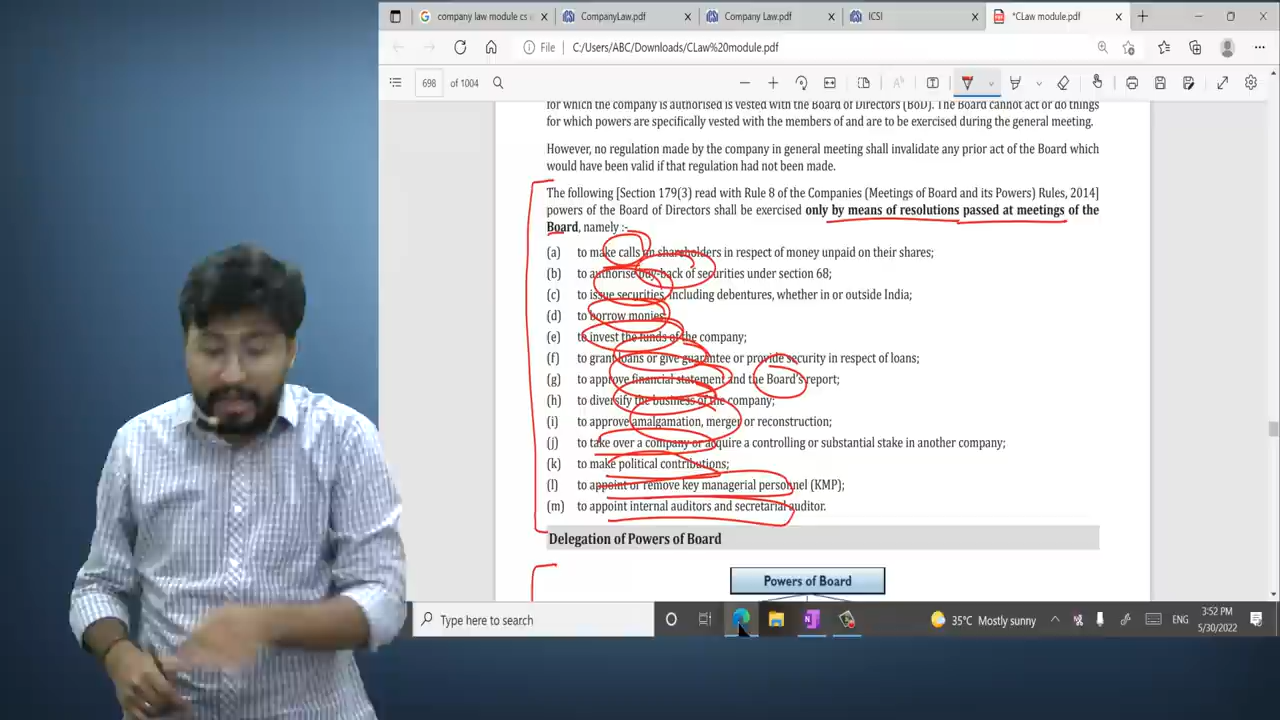 company law module cs
CompanyLaw.pdf
Company Law.pdf
ICSI
*CLaw module.pdf
File
C:/Users/ABC/Downloads/CLaw%20module.pdf
698 of 1004
for which the company is authorised is vested with the Board of Directors (BoD). The Board cannot act or do things
for which powers are specifically vested with the members of and are to be exercised during the general meeting.
However, no regulation made by the company in general meeting shall invalidate any prior act of the Board which
would have been valid if that regulation had not been made.
The following [Section 179(3) read with Rule 8 of the Companies (Meetings of Board and its Powers) Rules, 2014]
powers of the Board of Directors shall be exercised only by means of resolutions passed at meetings of the
Board, namely :-
(a) to make calls on shareholders in respect of money unpaid on their shares;
(b) to authorise buy-back of securities under section 68;
(c) to issue securities, including debentures, whether in or outside India;
(d) to borrow monies
(e) to invest the funds of the company;
(f) to grant loans or give guarantee or provide security in respect of loans;
(g) to approve financial statement and the Board's report;
(h) to diversify the business of the company;
(i) to approve amalgamation, merger or reconstruction;
(j) to take over a company or acquire a controlling or substantial stake in another company;
(k) to make political contributions;
(l) to appoint or remove key managerial personnel (KMP);
(m) to appoint internal auditors and secretarial auditor.
Delegation of Powers of Board
Powers of Board
Type here to search
35°C Mostly sunny
ENG
3:52 PM
5/30/2022